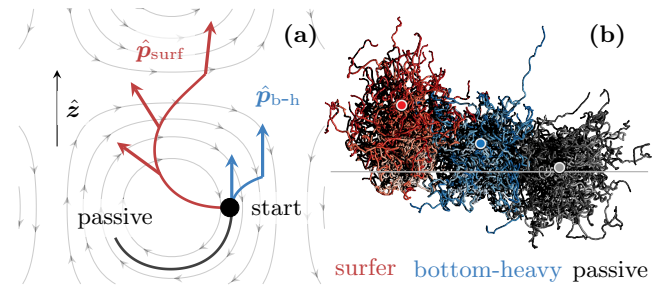 (a)
(b)
p̂surf
p̂b-h
ẑ
passive
start
surfer bottom-heavy passive